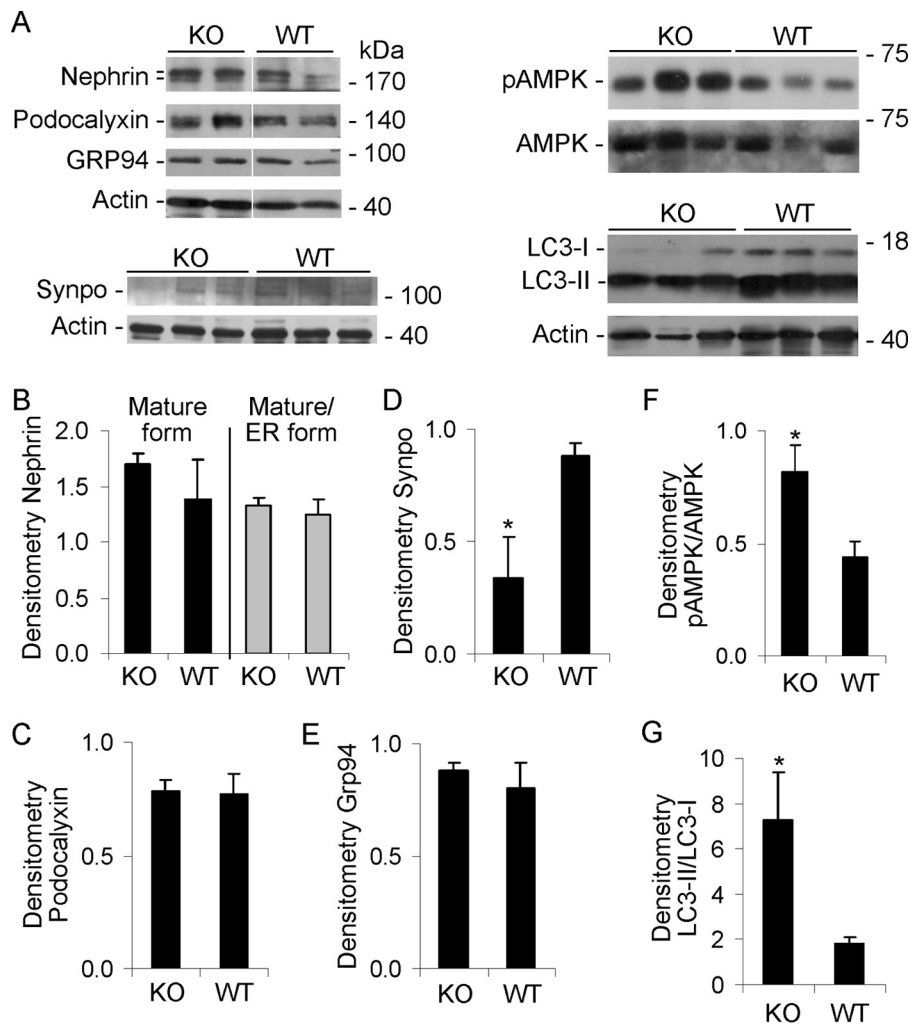 A
KO WT
kDa
Nephrin
- 170
Podocalyxin - - 140
GRP94 - - 100
Actin - - 40
KO WT
Synpo - - 100
Actin - - 40
KO WT
- 75
pAMPK -
- 75
AMPK -
KO WT
- 18
LC3-I -
LC3-II -
Actin - - 40
B
Mature form
Mature/ ER form
Densitometry Nephrin
2.0
1.5
1.0
0.5
0.0
KO WT KO WT
C
Densitometry
Podocalyxin
1.0
0.5
0.0
KO WT
D
Densitometry Synpo
1.0
0.5
0.0
*
KO WT
E
Densitometry Grp94
1.0
0.5
0.0
KO WT
F
Densitometry
pAMPK/AMPK
1.0
0.5
0.0
*
KO WT
G
Densitometry
LC3-II/LC3-I
10
8
6
4
2
0
*
KO WT